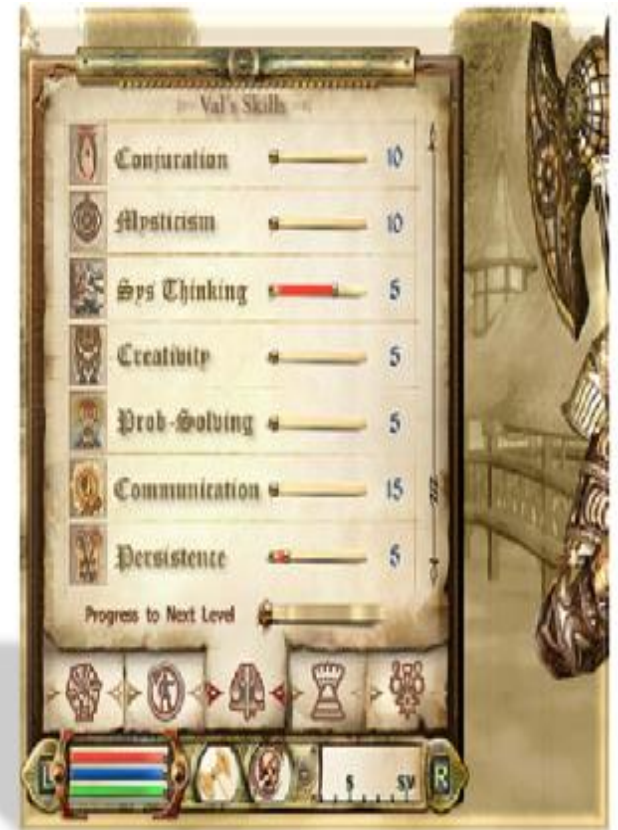 Val's Skills
Conjuration 10
Mysticism 10
Sys Thinking 5
Creativity 5
Prob-Solving 5
Communication 15
Persistence 5
Progress to Next Level
L S SW R